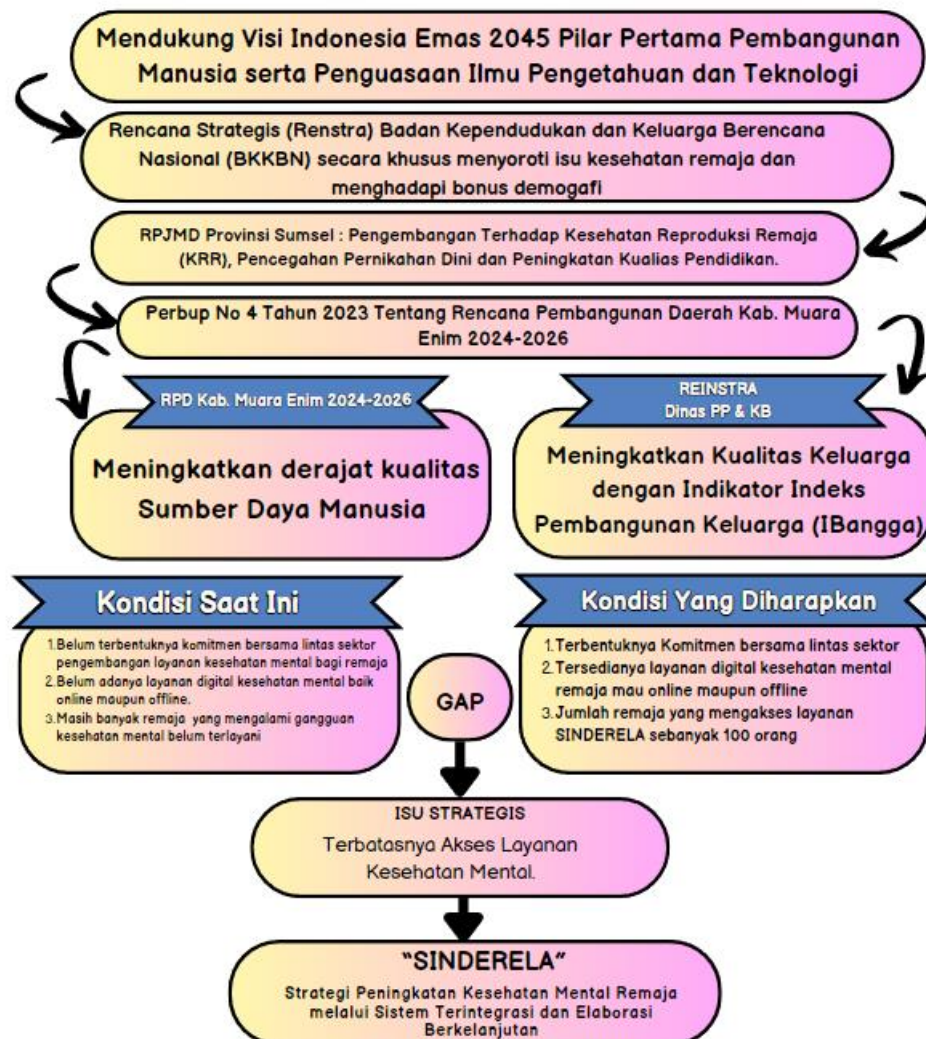 Mendukung Visi Indonesia Emas 2045 Pilar Pertama Pembangunan
Manusia serta Penguasaan Ilmu Pengetahuan dan Teknologi
Rencana Strategis (Renstra) Badan Kependudukan dan Keluarga Berencana
Nasional (BKKBN) secara khusus menyoroti isu kesehatan remaja dan
menghadapi bonus demogafi
RPJMD Provinsi Sumsel : Pengembangan Terhadap Kesehatan Reproduksi Remaja
(KRR), Pencegahan Pernikahan Dini dan Peningkatan Kualias Pendidikan.
Perbup No 4 Tahun 2023 Tentang Rencana Pembangunan Daerah Kab. Muara
Enim 2024-2026
RPD Kab. Muara Enim 2024-2026
Meningkatkan derajat kualitas
Sumber Daya Manusia
REINSTRA
Dinas PP & KB
Meningkatkan Kualitas Keluarga
dengan Indikator Indeks
Pembangunan Keluarga (IBangga)
Kondisi Saat Ini
1.Belum terbentuknya komitmen bersama lintas sektor
pengembangan layanan kesehatan mental bagi remaja
2.Belum adanya layanan digital kesehatan mental baik
online maupun offline.
3.Masih banyak remaja yang mengalami gangguan
kesehatan mental belum terlayani
GAP
Kondisi Yang Diharapkan
1.Terbentuknya Komitmen bersama lintas sektor
2.Tersedianya layanan digital kesehatan mental
remaja mau online maupun offline
3.Jumlah remaja yang mengakses layanan
SINDERELA sebanyak 100 orang
ISU STRATEGIS
Terbatasnya Akses Layanan
Kesehatan Mental.
"SINDERELA"
Strategi Peningkatan Kesehatan Mental Remaja
melalui Sistem Terintegrasi dan Elaborasi
Berkelanjutan